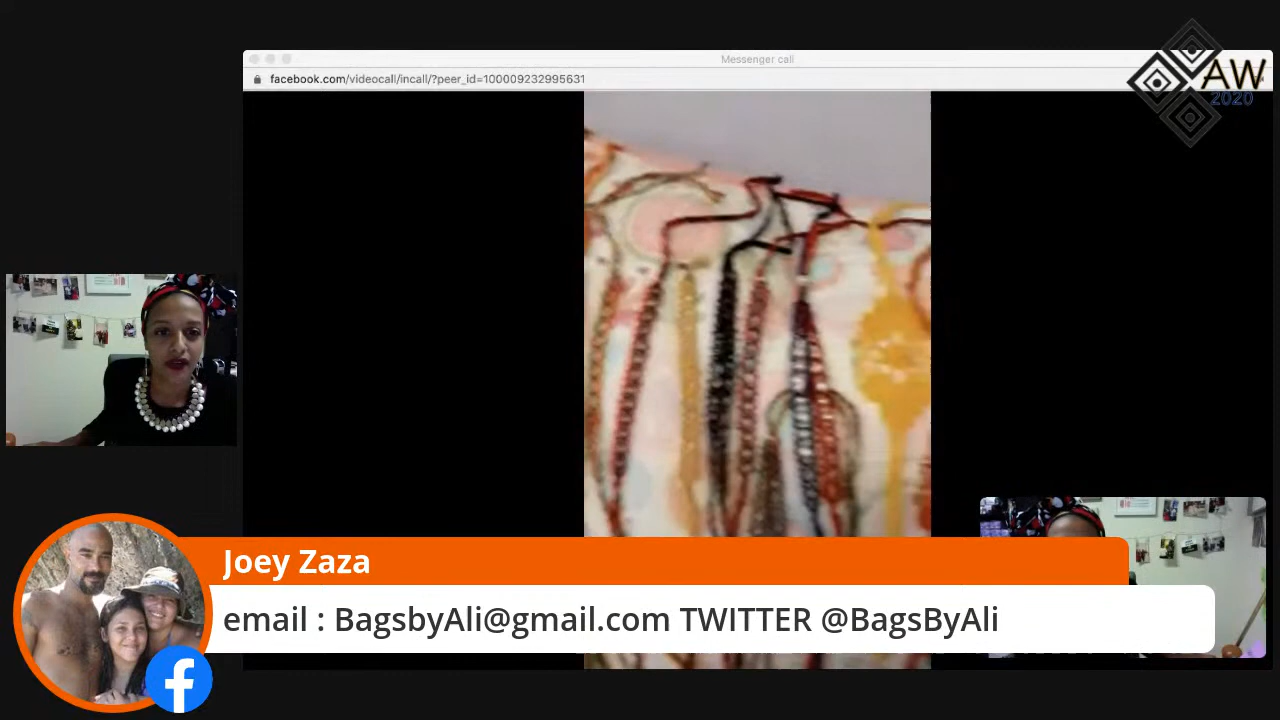 Messenger call
facebook.com/videocall/incall/?peer_id=100009232995631
AW
2020
Joey Zaza
email : BagsbyAli@gmail.com TWITTER @BagsByAli